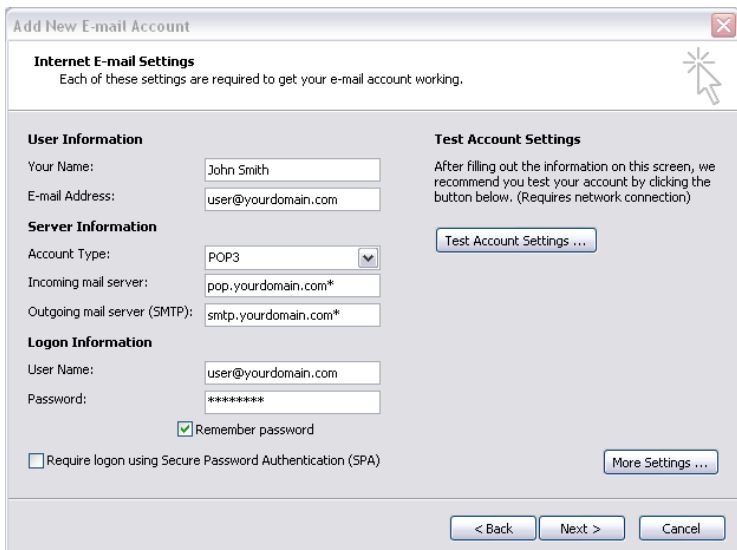 Add New E-mail Account
Internet E-mail Settings
Each of these settings are required to get your e-mail account working.
User Information
Your Name:
John Smith
E-mail Address:
user@yourdomain.com
Server Information
Account Type:
POP3
Incoming mail server:
pop.yourdomain.com*
Outgoing mail server (SMTP):
smtp.yourdomain.com*
Logon Information
User Name:
user@yourdomain.com
Password:
********
Remember password
Require logon using Secure Password Authentication (SPA)
Test Account Settings
After filling out the information on this screen, we
recommend you test your account by clicking the
button below. (Requires network connection)
Test Account Settings ...
More Settings ...
< Back
Next >
Cancel